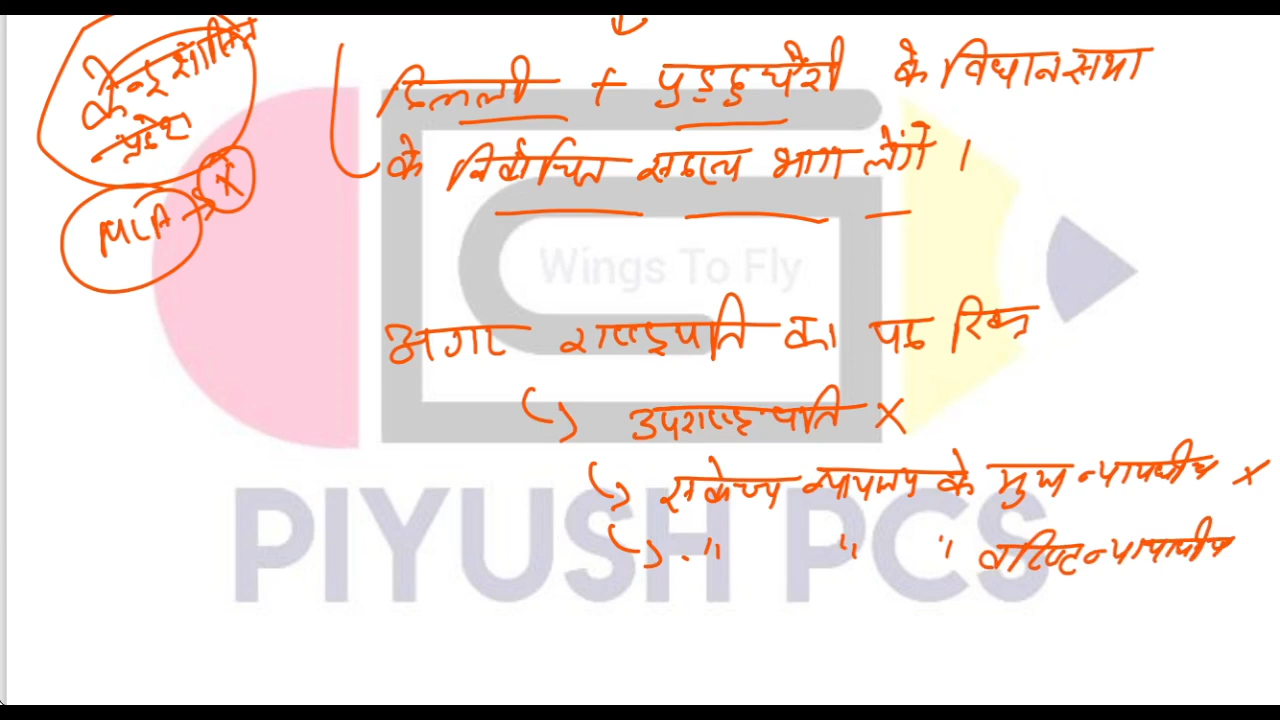 केन्द्र शासित
प्रदेश
MLA → X
दिल्ली + पुडुचेरी के विधानसभा
के निर्वाचित सदस्य भाग लेंगे ।
Wings To Fly
अगर राष्ट्रपति का पद रिक्त
↳ उपराष्ट्रपति X
↳ सर्वोच्च न्यायालय के मुख्य न्यायाधीश X
↳ " " " वरिष्ठ न्यायाधीश
PIYUSH PCS